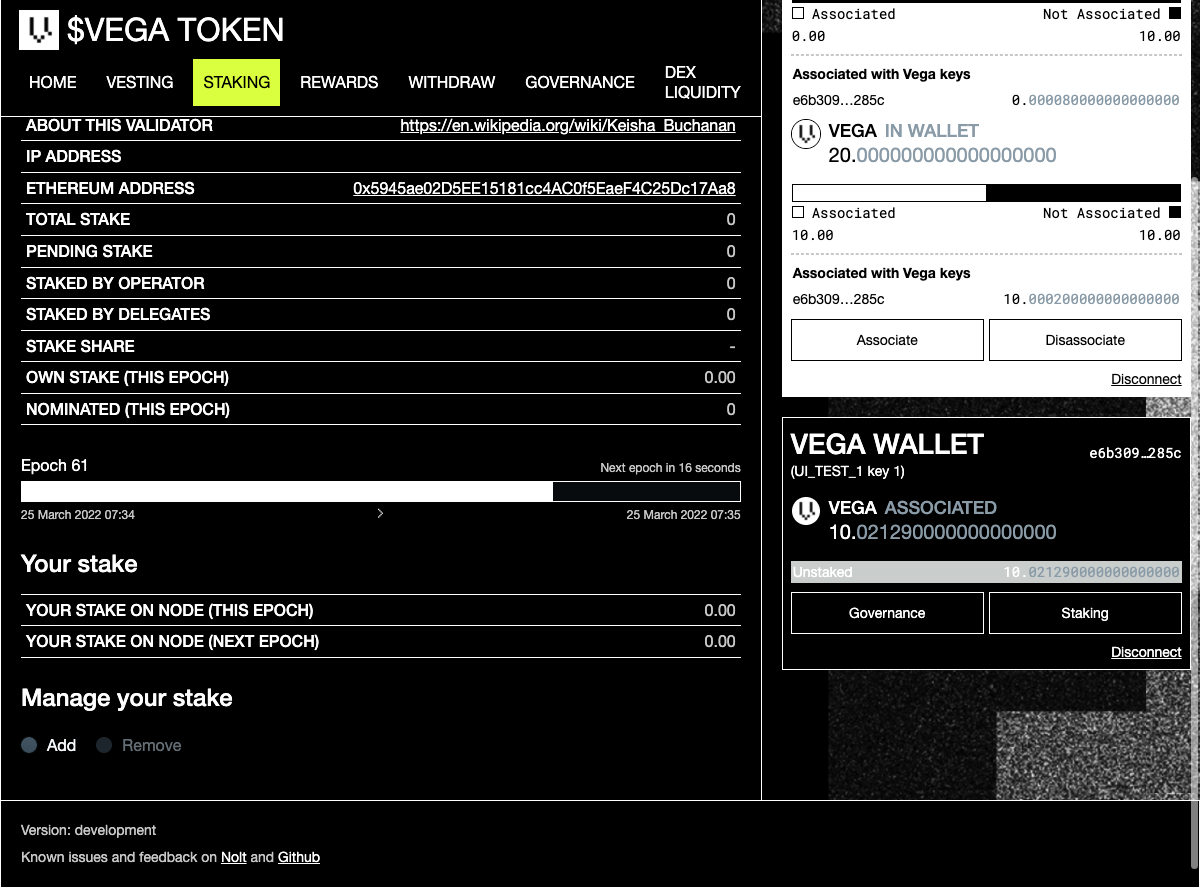 $VEGA TOKEN
HOME VESTING STAKING REWARDS WITHDRAW GOVERNANCE DEX LIQUIDITY
ABOUT THIS VALIDATOR https://en.wikipedia.org/wiki/Keisha_Buchanan
IP ADDRESS
ETHEREUM ADDRESS 0x5945ae02D5EE15181cc4AC0f5EaeF4C25Dc17Aa8
TOTAL STAKE 0
PENDING STAKE 0
STAKED BY OPERATOR 0
STAKED BY DELEGATES 0
STAKE SHARE -
OWN STAKE (THIS EPOCH) 0.00
NOMINATED (THIS EPOCH) 0
Epoch 61 Next epoch in 16 seconds
25 March 2022 07:34 25 March 2022 07:35
Your stake
YOUR STAKE ON NODE (THIS EPOCH) 0.00
YOUR STAKE ON NODE (NEXT EPOCH) 0.00
Manage your stake
Add Remove
Associated Not Associated
0.00 10.00
Associated with Vega keys
e6b309…285c 0.000080000000000000
VEGA IN WALLET
20.000000000000000000
Associated Not Associated
10.00 10.00
Associated with Vega keys
e6b309…285c 10.000200000000000000
Associate Disassociate
Disconnect
VEGA WALLET e6b309…285c
(UI_TEST_1 key 1)
VEGA ASSOCIATED
10.021290000000000000
Unstaked 10.021290000000000000
Governance Staking
Disconnect
Version: development
Known issues and feedback on Nolt and Github